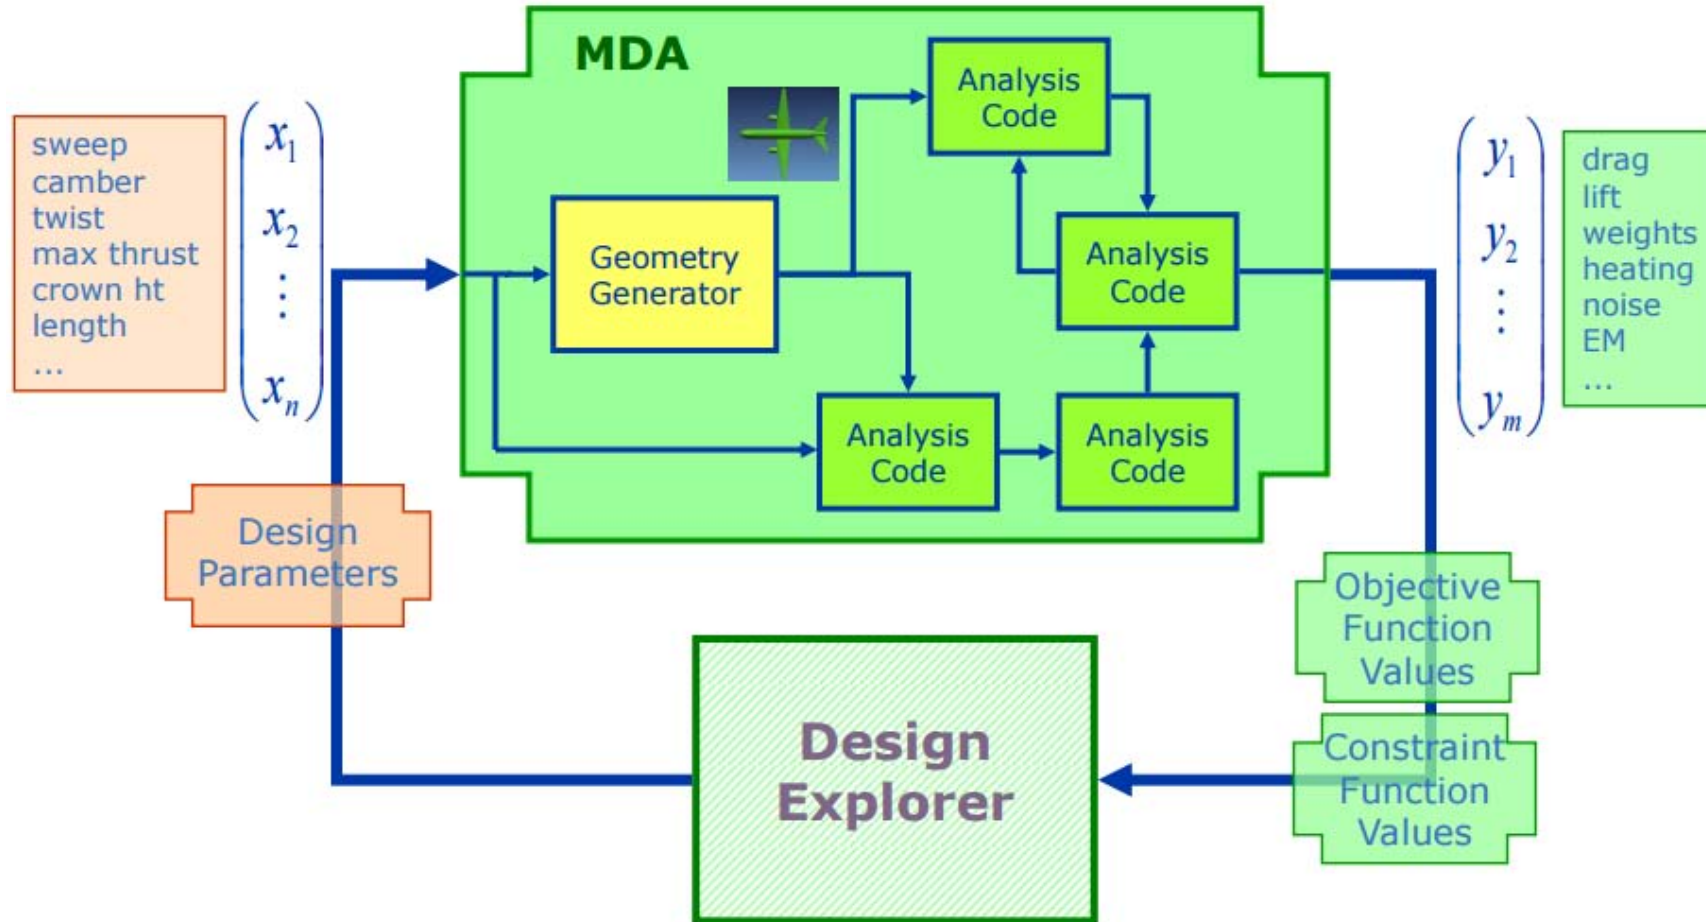 MDA
sweep
camber
twist
max thrust
crown ht
length
...
x₁
x₂
⋮
xₙ
Geometry
Generator
Analysis
Code
Analysis
Code
Analysis
Code
Analysis
Code
y₁
y₂
⋮
yₘ
drag
lift
weights
heating
noise
EM
...
Design
Parameters
Objective
Function
Values
Constraint
Function
Values
Design
Explorer